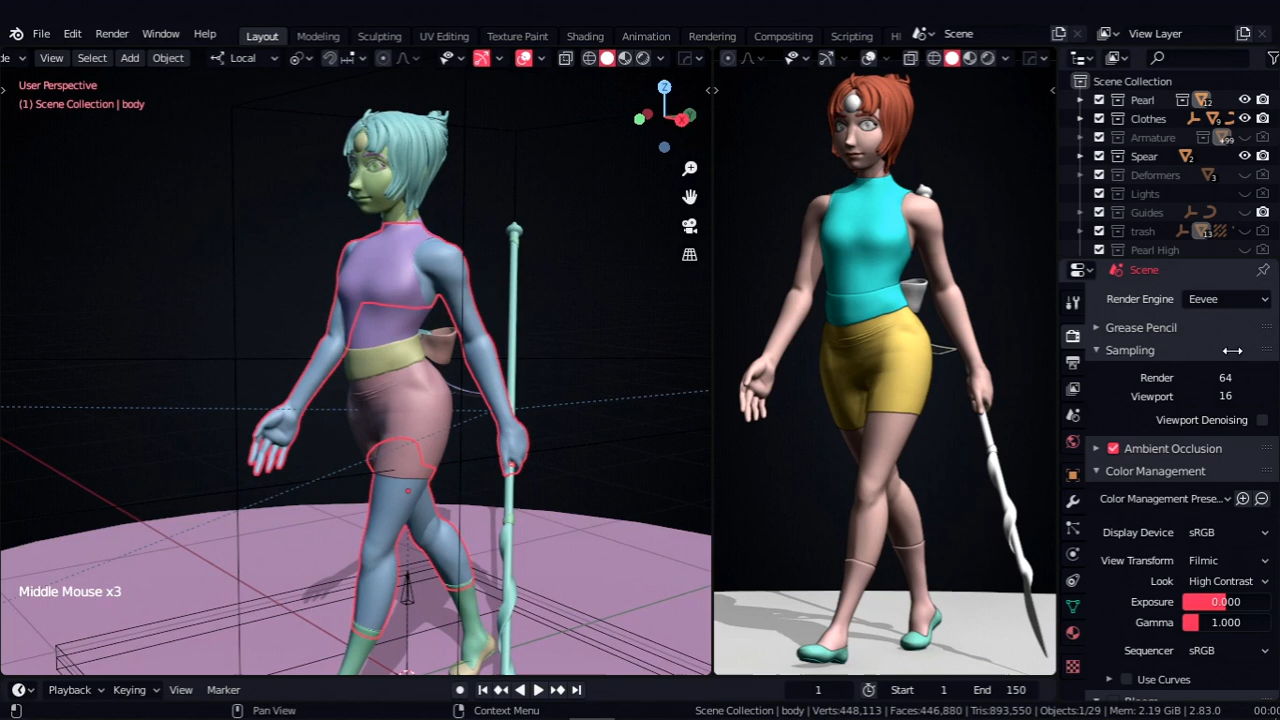 File Edit Render Window Help Layout Modeling Sculpting UV Editing Texture Paint Shading Animation Rendering Compositing Scripting Scene View Layer
View Select Add Object Local
User Perspective
(1) Scene Collection | body
Z
X
Middle Mouse x3
Scene Collection
Pearl 12
Clothes 9
Armature +99
Spear 2
Deformers 3
Lights
Guides
trash 13
Pearl High
Scene
Render Engine Eevee
Grease Pencil
Sampling
Render 64
Viewport 16
Viewport Denoising
Ambient Occlusion
Color Management
Color Management Prese...
Display Device sRGB
View Transform Filmic
Look High Contrast
Exposure 0.000
Gamma 1.000
Sequencer sRGB
Use Curves
Playback Keying View Marker 1 Start 1 End 150
Pan View Context Menu Scene Collection | body | Verts:448,113 | Faces:446,880 | Tris:893,550 | Objects:1/29 | Mem: 2.19 GiB | 2.83.0